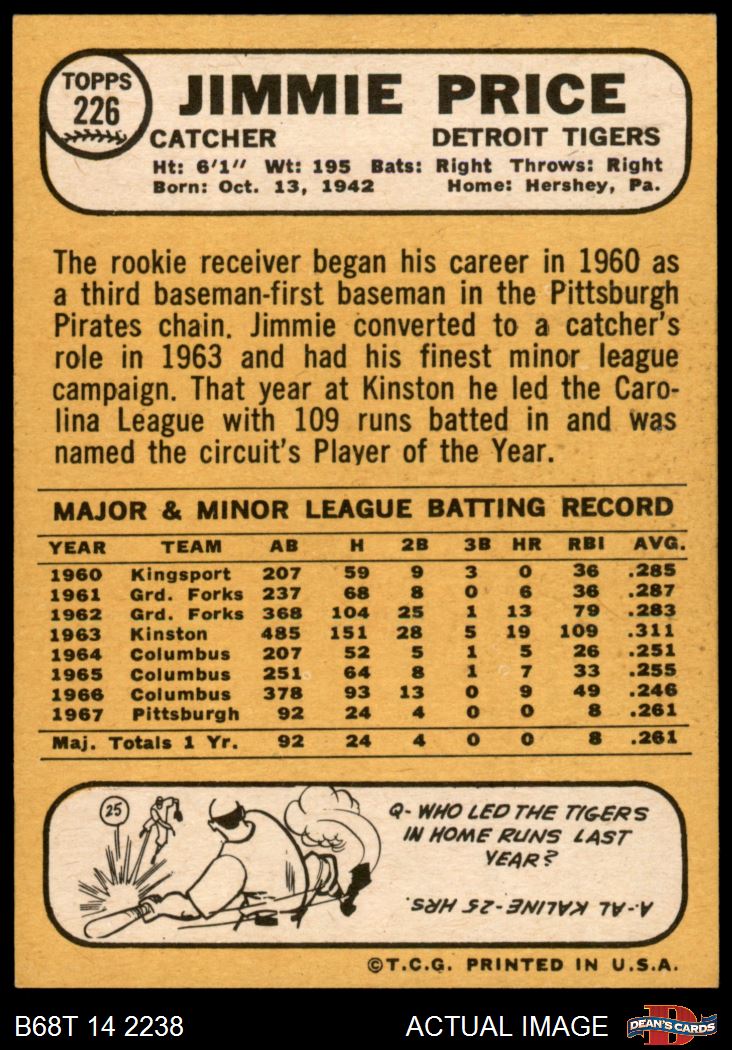 TOPPS
226
JIMMIE PRICE
CATCHER DETROIT TIGERS
Ht: 6'1" Wt: 195 Bats: Right Throws: Right
Born: Oct. 13, 1942 Home: Hershey, Pa.
The rookie receiver began his career in 1960 as
a third baseman-first baseman in the Pittsburgh
Pirates chain. Jimmie converted to a catcher's
role in 1963 and had his finest minor league
campaign. That year at Kinston he led the Caro-
lina League with 109 runs batted in and was
named the circuit's Player of the Year.
MAJOR & MINOR LEAGUE BATTING RECORD
YEAR TEAM AB H 2B 3B HR RBI AVG.
1960 Kingsport 207 59 9 3 0 36 .285
1961 Grd. Forks 237 68 8 0 6 36 .287
1962 Grd. Forks 368 104 25 1 13 79 .283
1963 Kinston 485 151 28 5 19 109 .311
1964 Columbus 207 52 5 1 5 26 .251
1965 Columbus 251 64 8 1 7 33 .255
1966 Columbus 378 93 13 0 9 49 .246
1967 Pittsburgh 92 24 4 0 0 8 .261
Maj. Totals 1 Yr. 92 24 4 0 0 8 .261
25
Q- WHO LED THE TIGERS
IN HOME RUNS LAST
YEAR?
A-AL KALINE-25 HRS.
©T.C.G. PRINTED IN U.S.A.
B68T 14 2238 ACTUAL IMAGE
D
DEAN'S CARDS